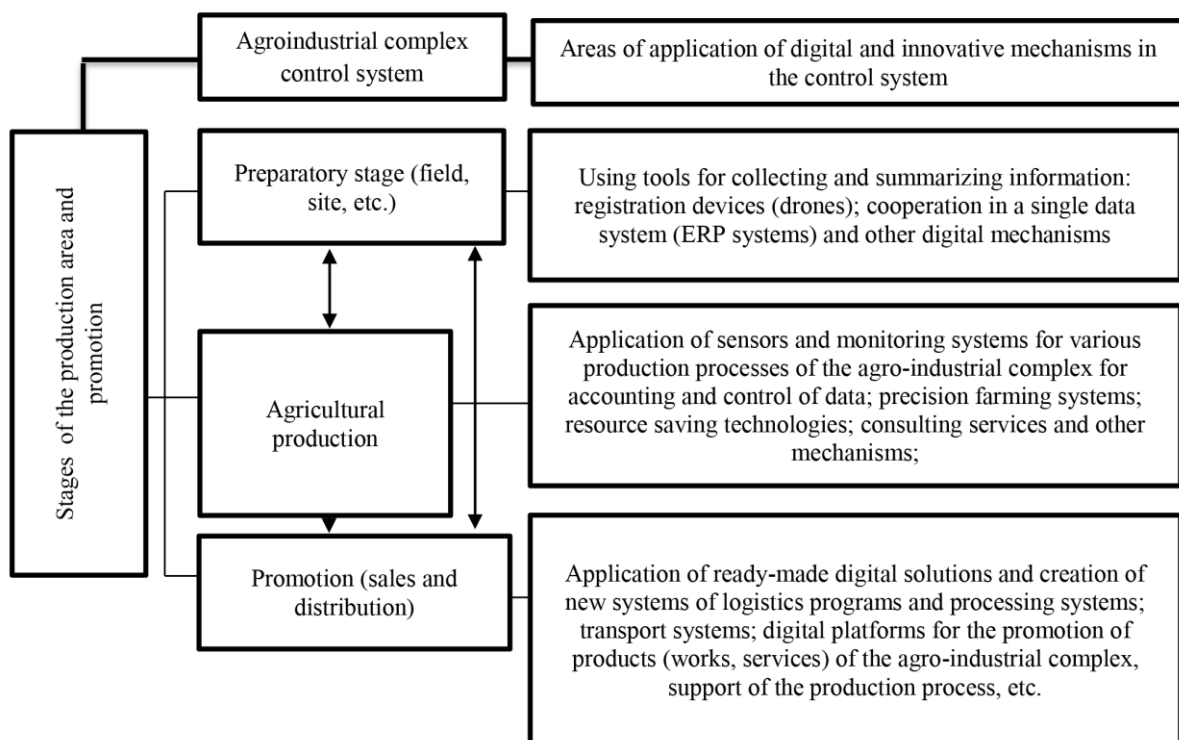 Agroindustrial complex
control system
Areas of application of digital and innovative mechanisms in
the control system
Stages of the production area and
promotion
Preparatory stage (field,
site, etc.)
Using tools for collecting and summarizing information:
registration devices (drones); cooperation in a single data
system (ERP systems) and other digital mechanisms
Agricultural
production
Application of sensors and monitoring systems for various
production processes of the agro-industrial complex for
accounting and control of data; precision farming systems;
resource saving technologies; consulting services and other
mechanisms;
Promotion (sales and
distribution)
Application of ready-made digital solutions and creation of
new systems of logistics programs and processing systems;
transport systems; digital platforms for the promotion of
products (works, services) of the agro-industrial complex,
support of the production process, etc.